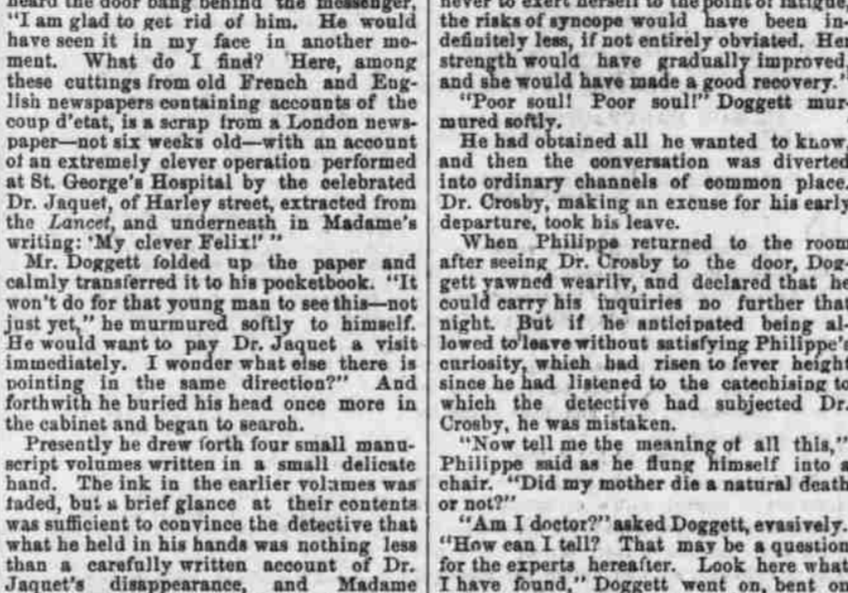 heard the door bang behind the messenger.
"I am glad to get rid of him. He would
have seen it in my face in another mo-
ment. What do I find? Here, among
these cuttings from old French and Eng-
lish newspapers containing accounts of the
coup d'etat, is a scrap from a London news-
paper—not six weeks old—with an account
of an extremely clever operation performed
at St. George's Hospital by the celebrated
Dr. Jaquet, of Harley street, extracted from
the Lancet, and underneath in Madame's
writing: 'My clever Felix!' "
Mr. Doggett folded up the paper and
calmly transferred it to his pocketbook. "It
won't do for that young man to see this—not
just yet," he murmured softly to himself.
He would want to pay Dr. Jaquet a visit
immediately. I wonder what else there is
pointing in the same direction?" And
forthwith he buried his head once more in
the cabinet and began to search.
Presently he drew forth four small manu-
script volumes written in a small delicate
hand. The ink in the earlier volumes was
faded, but a brief glance at their contents
was sufficient to convince the detective that
what he held in his hands was nothing less
than a carefully written account of Dr.
Jaquet's disappearance, and Madame
never to exert herself to the point of fatigue,
the risks of syncope would have been in-
definitely less, if not entirely obviated. Her
strength would have gradually improved,
and she would have made a good recovery."
"Poor soul! Poor soul!" Doggett mur-
mured softly.
He had obtained all he wanted to know,
and then the conversation was diverted
into ordinary channels of common place.
Dr. Crosby, making an excuse for his early
departure, took his leave.
When Philippe returned to the room
after seeing Dr. Crosby to the door, Dog-
gett yawned wearily, and declared that he
could carry his inquiries no further that
night. But if he anticipated being al-
lowed to leave without satisfying Philippe's
curiosity, which had risen to fever height
since he had listened to the catechising to
which the detective had subjected Dr.
Crosby, he was mistaken.
"Now tell me the meaning of all this,"
Philippe said as he flung himself into a
chair. "Did my mother die a natural death
or not?"
"Am I doctor?" asked Doggett, evasively.
"How can I tell? That may be a question
for the experts hereafter. Look here what
I have found," Doggett went on, bent on